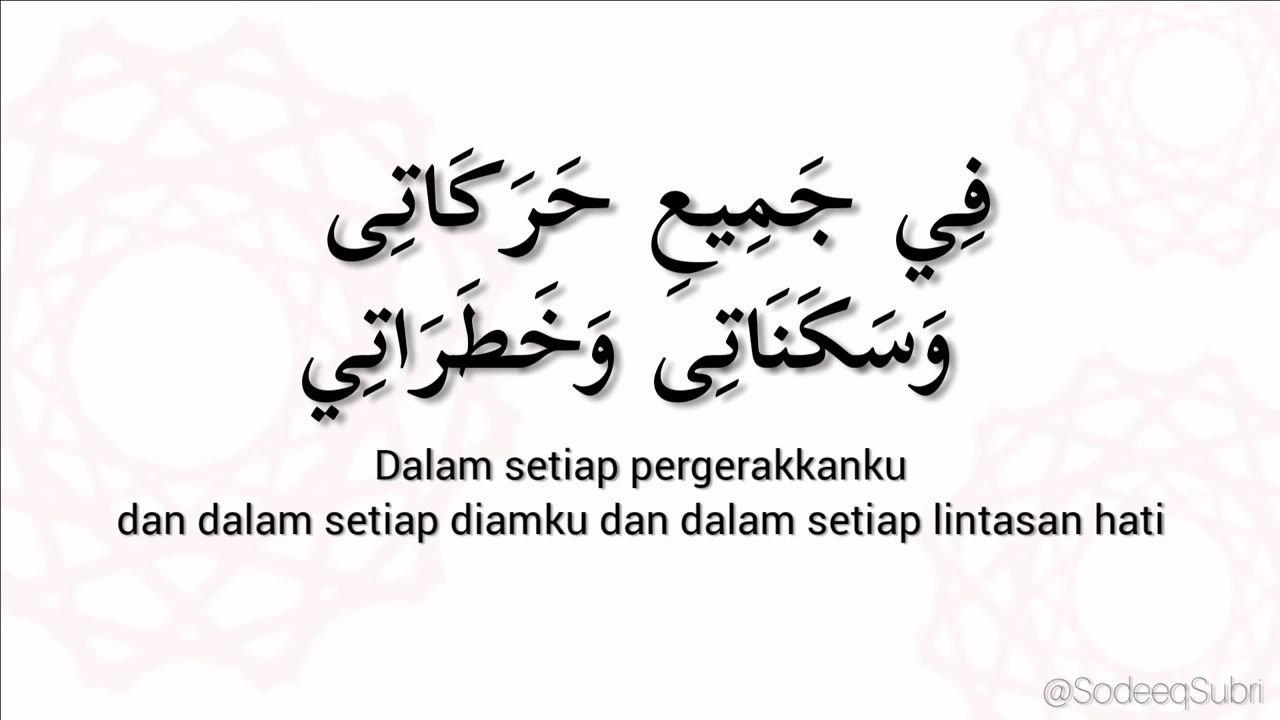 فِي جَمِيعِ حَرَكَاتِى
وَسَكَنَاتِى وَخَطَرَاتِي
Dalam setiap pergerakkanku
dan dalam setiap diamku dan dalam setiap lintasan hati
@SodeeqSubri